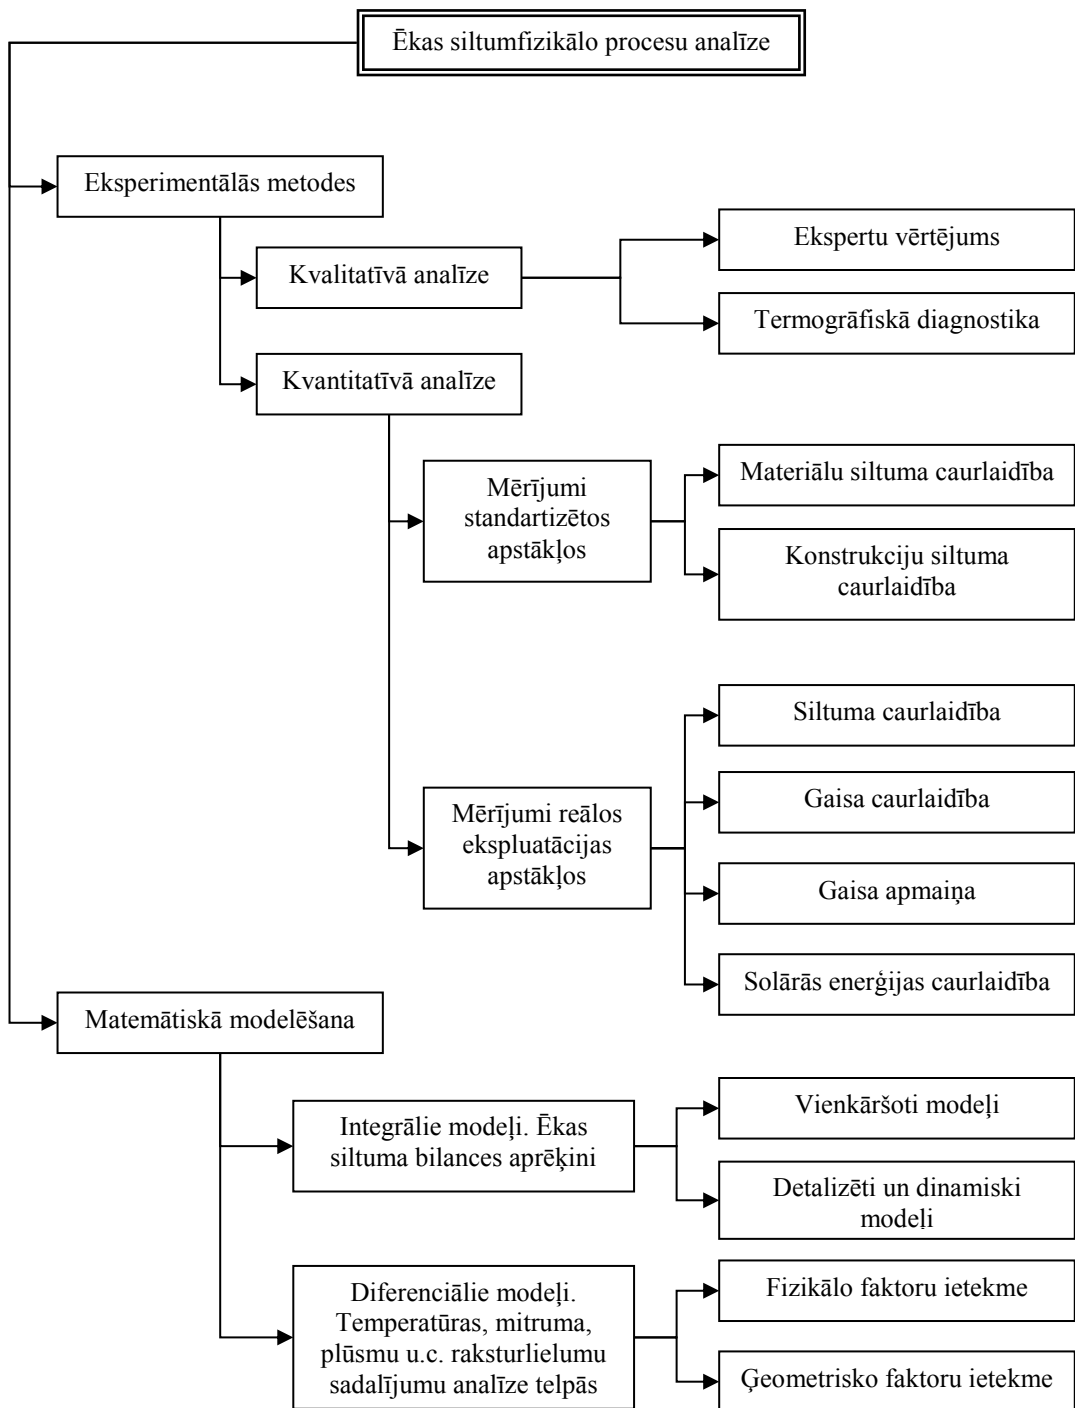 Ēkas siltumfizikālo procesu analīze
Eksperimentālās metodes
Kvalitatīvā analīze
Ekspertu vērtējums
Termogrāfiskā diagnostika
Kvantitatīvā analīze
Mērījumi
standartizētos
apstākļos
Materiālu siltuma caurlaidība
Konstrukciju siltuma
caurlaidība
Mērījumi reālos
ekspluatācijas
apstākļos
Siltuma caurlaidība
Gaisa caurlaidība
Gaisa apmaiņa
Solārās enerģijas caurlaidība
Matemātiskā modelēšana
Integrālie modeļi. Ēkas
siltuma bilances aprēķini
Vienkāršoti modeļi
Detalizēti un dinamiski
modeļi
Diferenciālie modeļi.
Temperatūras, mitruma,
plūsmu u.c. raksturlielumu
sadalījumu analīze telpās
Fizikālo faktoru ietekme
Ģeometrisko faktoru ietekme